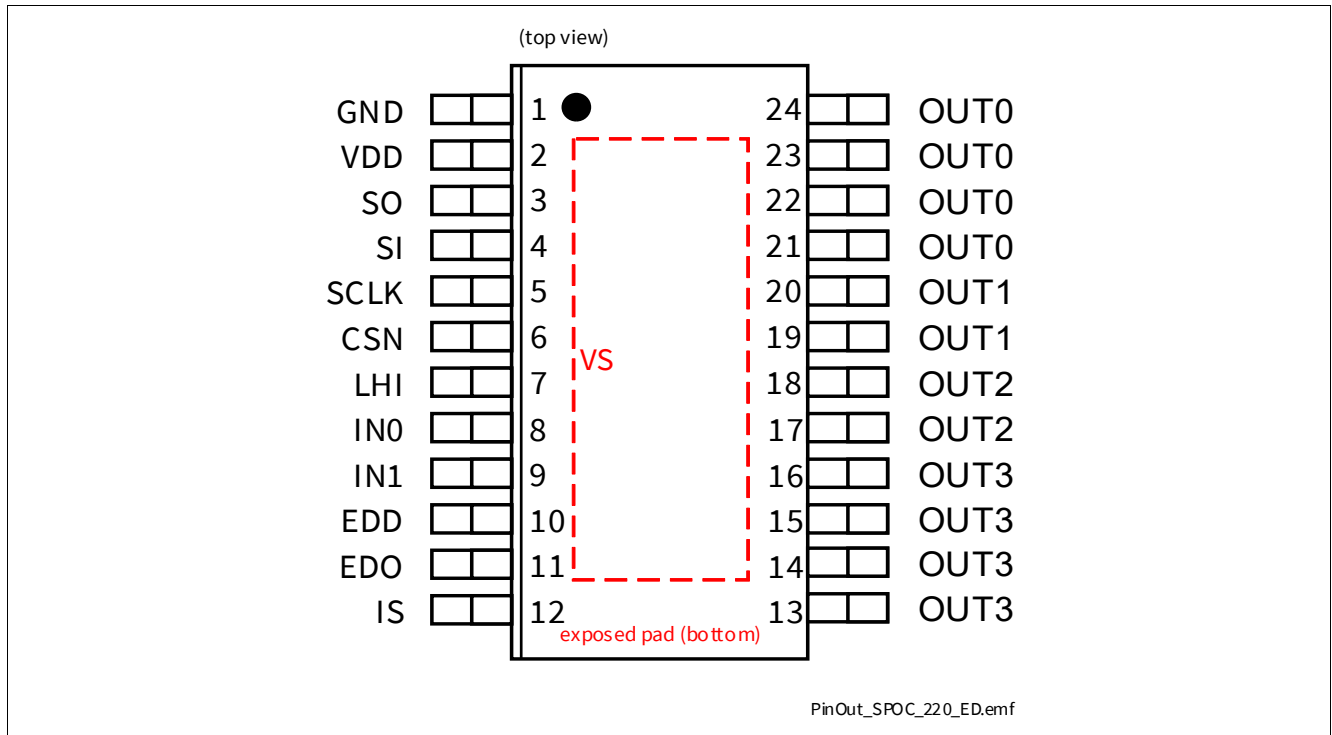 (top view)
GND 1 24 OUT0
VDD 2 23 OUT0
SO 3 22 OUT0
SI 4 21 OUT0
SCLK 5 20 OUT1
CSN 6 19 OUT1
VS
LHI 7 18 OUT2
IN0 8 17 OUT2
IN1 9 16 OUT3
EDD 10 15 OUT3
EDO 11 14 OUT3
IS 12 13 OUT3
exposed pad (bottom)
PinOut_SPOC_220_ED.emf